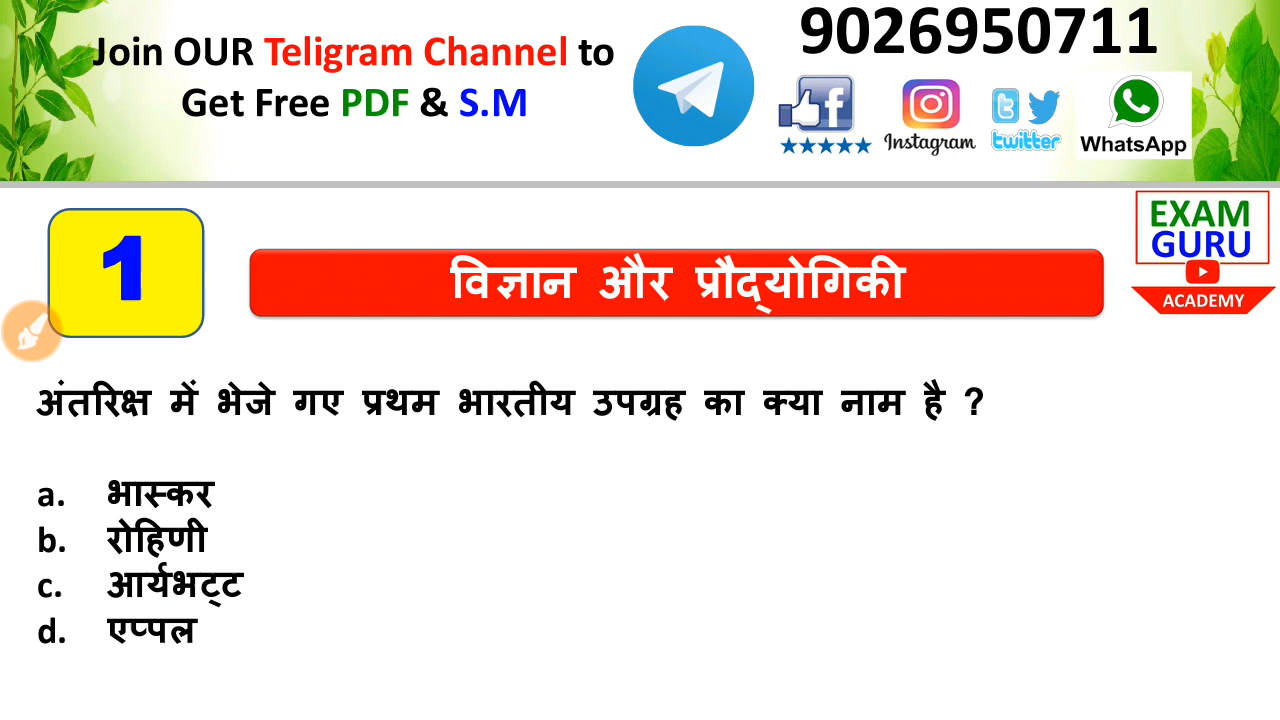 Join OUR Teligram Channel to
Get Free PDF & S.M
9026950711
Instagram
twitter
WhatsApp
1
विज्ञान और प्रौद्योगिकी
EXAM
GURU
ACADEMY
अंतरिक्ष में भेजे गए प्रथम भारतीय उपग्रह का क्या नाम है ?
a. भास्कर
b. रोहिणी
c. आर्यभट्ट
d. एप्पल